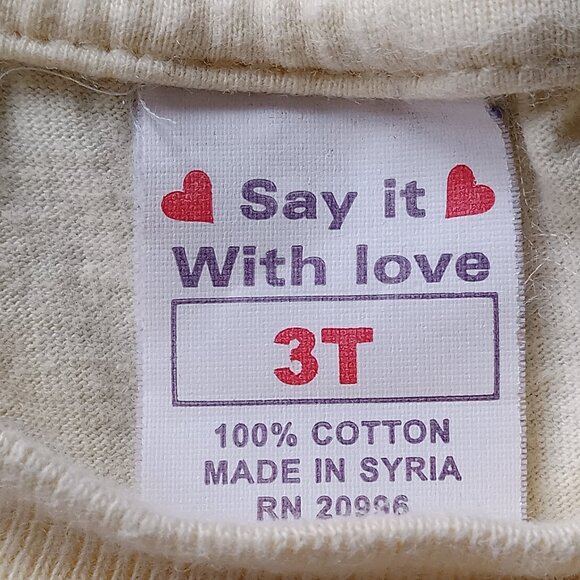 Say it
With love
3T
100% COTTON
MADE IN SYRIA
RN 20996